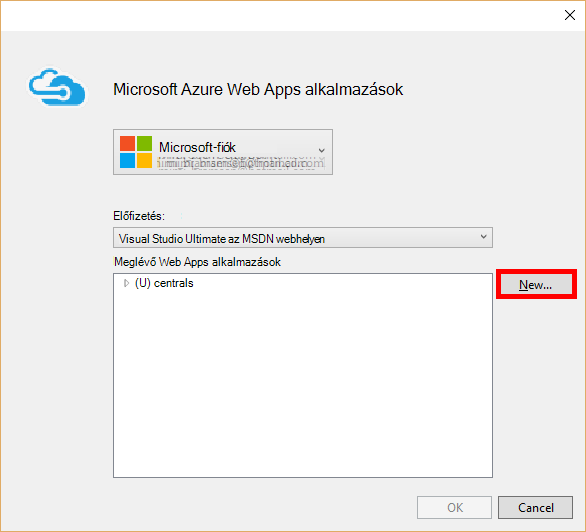 Microsoft Azure Web Apps alkalmazások
Microsoft-fiók
Előfizetés:
Visual Studio Ultimate az MSDN webhelyen
Meglévő Web Apps alkalmazások
(U) centrals
New...
OK
Cancel